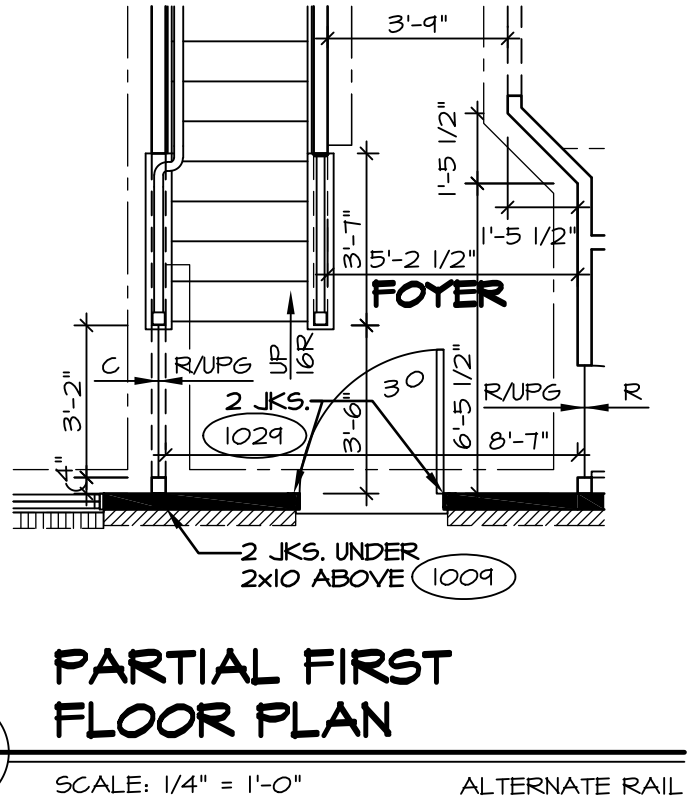 3'-9"
1'-5 1/2"
1'-5 1/2"
3'-7"
5'-2 1/2"
FOYER
UP
16R
C
R/UPG
3'-2"
30
R/UPG
R
2 JKS.
1029
3'-6"
6'-5 1/2"
8'-7"
4"
2 JKS. UNDER
2x10 ABOVE
1009
PARTIAL FIRST
FLOOR PLAN
SCALE: 1/4" = 1'-0"
ALTERNATE RAIL